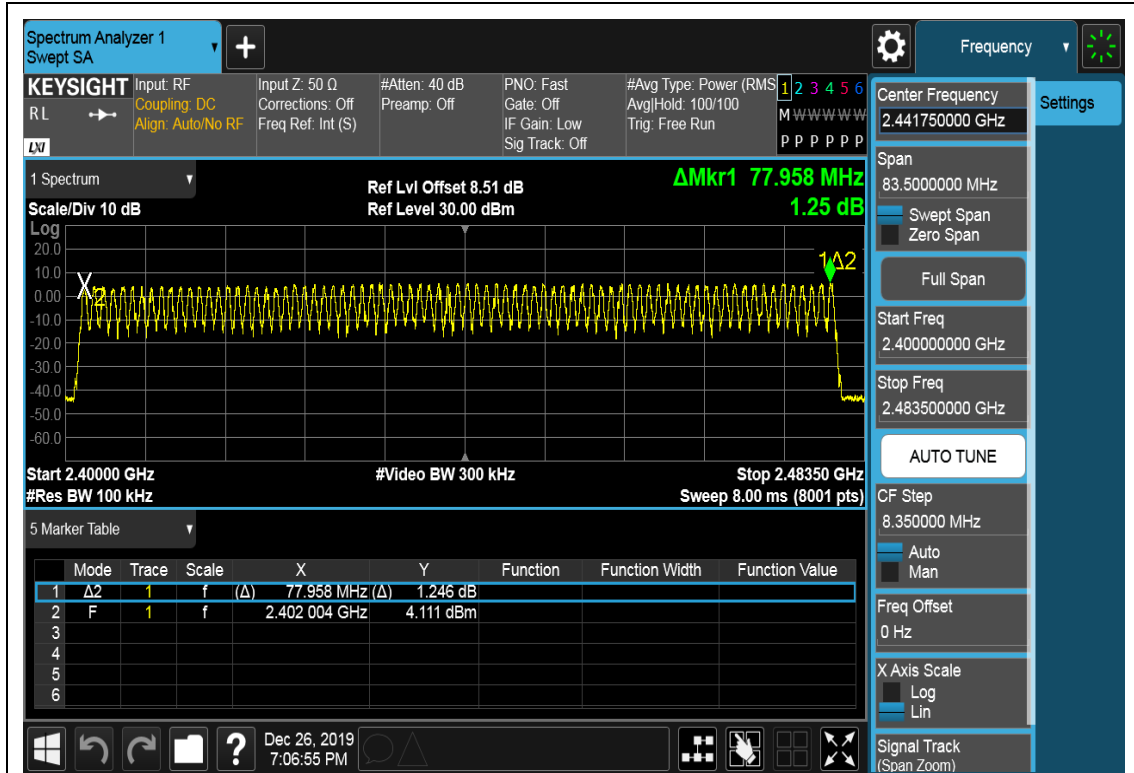 Spectrum Analyzer 1
Swept SA
Frequency
KEYSIGHT
RL
LXI
Input: RF
Coupling: DC
Align: Auto/No RF
Input Z: 50 Ω
Corrections: Off
Freq Ref: Int (S)
#Atten: 40 dB
Preamp: Off
PNO: Fast
Gate: Off
IF Gain: Low
Sig Track: Off
#Avg Type: Power (RMS
Avg|Hold: 100/100
Trig: Free Run
1 2 3 4 5 6
M W W W W W
P P P P P P
Center Frequency
2.441750000 GHz
Settings
1 Spectrum
Scale/Div 10 dB
Ref Lvl Offset 8.51 dB
Ref Level 30.00 dBm
ΔMkr1 77.958 MHz
1.25 dB
Log
20.0
10.0
0.00
-10.0
-20.0
-30.0
-40.0
-50.0
-60.0
X2
1Δ2
Start 2.40000 GHz
#Video BW 300 kHz
Stop 2.48350 GHz
#Res BW 100 kHz
Sweep 8.00 ms (8001 pts)
Span
83.5000000 MHz
Swept Span
Zero Span
Full Span
Start Freq
2.400000000 GHz
Stop Freq
2.483500000 GHz
AUTO TUNE
CF Step
8.350000 MHz
Auto
Man
Freq Offset
0 Hz
X Axis Scale
Log
Lin
Signal Track
(Span Zoom)
5 Marker Table
Mode Trace Scale X Y Function Function Width Function Value
1 Δ2 1 f (Δ) 77.958 MHz (Δ) 1.246 dB
2 F 1 f 2.402 004 GHz 4.111 dBm
3
4
5
6
?
Dec 26, 2019
7:06:55 PM